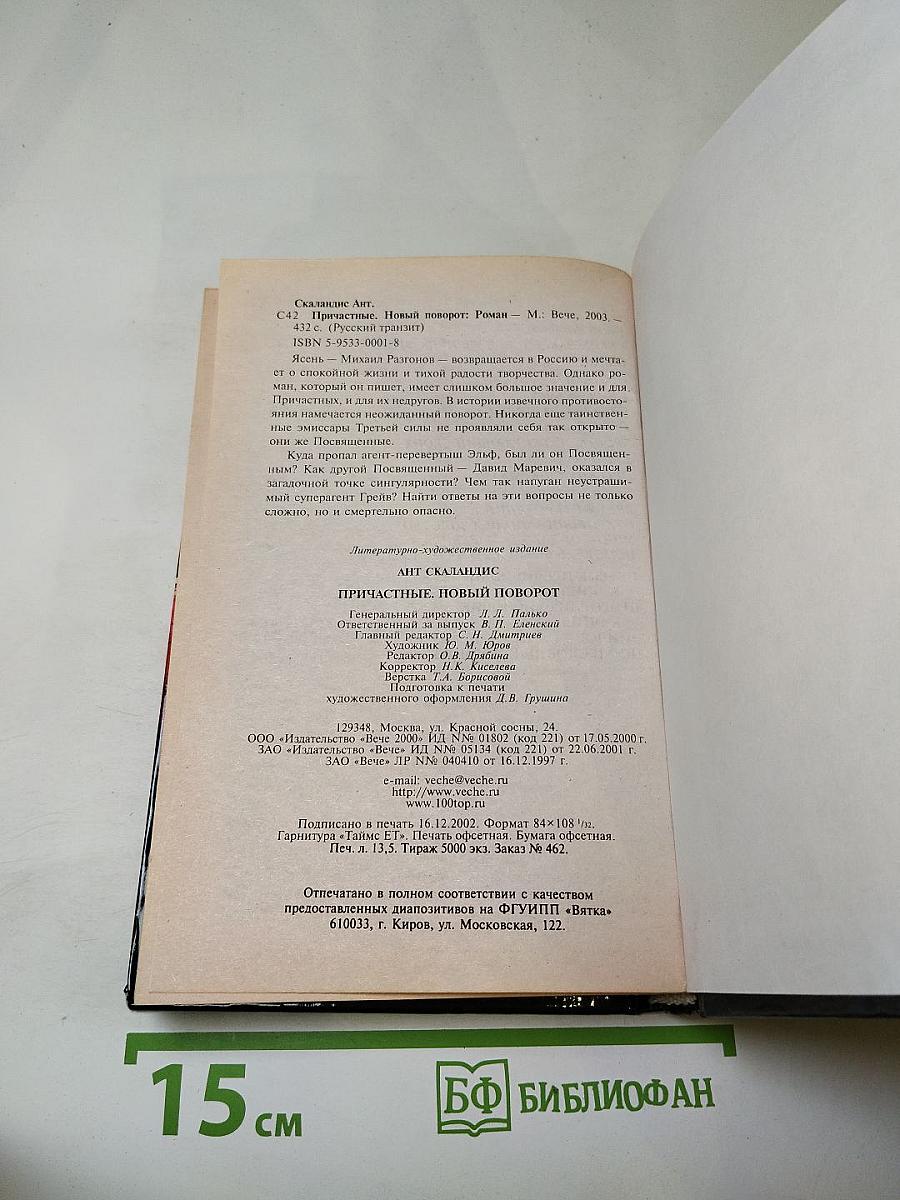 Скаландис Ант.
С42 Причастные. Новый поворот: Роман — М.: Вече, 2003. —
432 с. (Русский транзит)
ISBN 5-9533-0001-8
Ясень — Михаил Разгонов — возвращается в Россию и мечта-
ет о спокойной жизни и тихой радости творчества. Однако ро-
ман, который он пишет, имеет слишком большое значение и для
Причастных, и для их недругов. В истории извечного противосто-
яния намечается неожиданный поворот. Никогда еще таинствен-
ные эмиссары Третьей силы не проявляли себя так открыто —
они же Посвященные.
Куда пропал агент-перевертыш Эльф, был ли он Посвящен-
ным? Как другой Посвященный — Давид Маревич, оказался в
загадочной точке сингулярности? Чем так напуган неустраши-
мый суперагент Грейв? Найти ответы на эти вопросы не только
сложно, но и смертельно опасно.
Литературно-художественное издание
АНТ СКАЛАНДИС
ПРИЧАСТНЫЕ. НОВЫЙ ПОВОРОТ
Генеральный директор Л. Л. Палько
Ответственный за выпуск В. П. Еленский
Главный редактор С. Н. Дмитриев
Художник Ю. М. Юров
Редактор О.В. Дрябина
Корректор Н.К. Киселева
Верстка Т.А. Борисовой
Подготовка к печати
художественного оформления Д.В. Грушина
129348, Москва, ул. Красной сосны, 24.
ООО «Издательство «Вече 2000» ИД №№ 01802 (код 221) от 17.05.2000 г.
ЗАО «Издательство «Вече» ИД №№ 05134 (код 221) от 22.06.2001 г.
ЗАО «Вече» ЛР №№ 040410 от 16.12.1997 г.
e-mail: veche@veche.ru
http://www.veche.ru
www.100top.ru
Подписано в печать 16.12.2002. Формат 84×108 1/32.
Гарнитура «Таймс ЕТ». Печать офсетная. Бумага офсетная.
Печ. л. 13,5. Тираж 5000 экз. Заказ № 462.
Отпечатано в полном соответствии с качеством
предоставленных диапозитивов на ФГУИПП «Вятка»
610033, г. Киров, ул. Московская, 122.
15 см
БФ БИБЛИОФАН